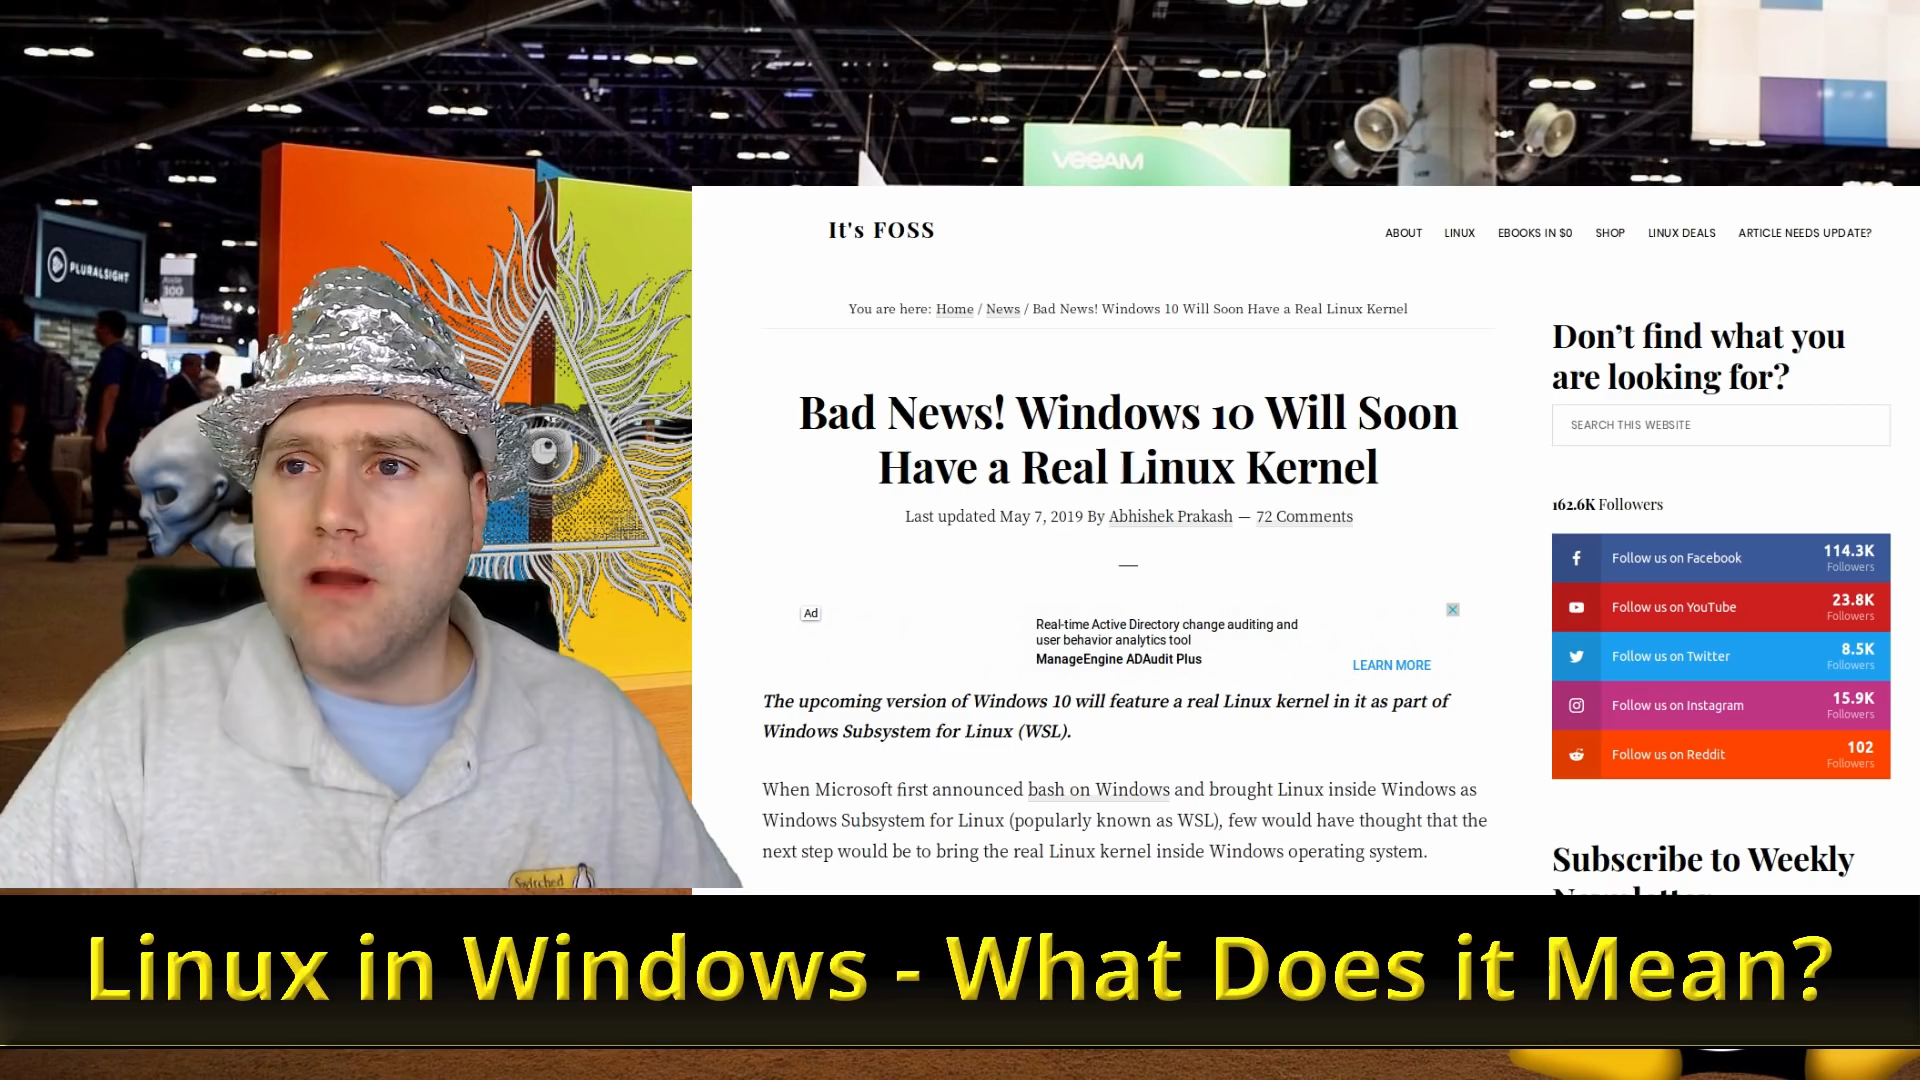 VEEAM
PLURALSIGHT
Aisle
100
It's FOSS
ABOUT LINUX EBOOKS IN $0 SHOP LINUX DEALS ARTICLE NEEDS UPDATE?
You are here: Home / News / Bad News! Windows 10 Will Soon Have a Real Linux Kernel
Bad News! Windows 10 Will Soon
Have a Real Linux Kernel
Last updated May 7, 2019 By Abhishek Prakash — 72 Comments
Ad
Real-time Active Directory change auditing and
user behavior analytics tool
ManageEngine ADAudit Plus
LEARN MORE
The upcoming version of Windows 10 will feature a real Linux kernel in it as part of
Windows Subsystem for Linux (WSL).
When Microsoft first announced bash on Windows and brought Linux inside Windows as
Windows Subsystem for Linux (popularly known as WSL), few would have thought that the
next step would be to bring the real Linux kernel inside Windows operating system.
Don't find what you
are looking for?
SEARCH THIS WEBSITE
162.6K Followers
Follow us on Facebook 114.3K
Followers
Follow us on YouTube 23.8K
Followers
Follow us on Twitter 8.5K
Followers
Follow us on Instagram 15.9K
Followers
Follow us on Reddit 102
Followers
Subscribe to Weekly
Newsletter
Switched
Linux in Windows - What Does it Mean?